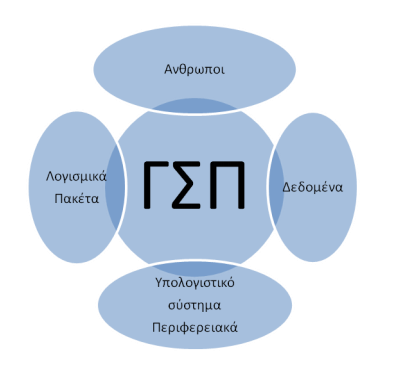 Ανθρωποι
Λογισμικά
Πακέτα
ΓΣΠ
Δεδομένα
Υπολογιστικό
σύστημα
Περιφερειακά